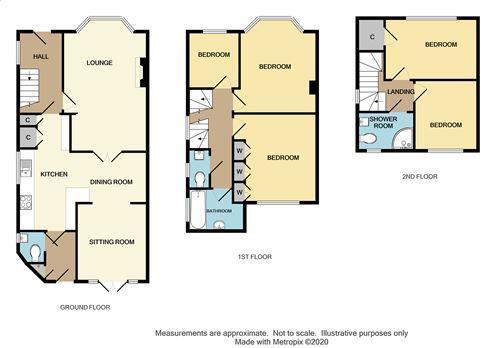 HALL
LOUNGE
C
C
KITCHEN
DINING ROOM
SITTING ROOM
GROUND FLOOR
BEDROOM
BEDROOM
BEDROOM
W
W
W
BATHROOM
1ST FLOOR
C
BEDROOM
LANDING
SHOWER
ROOM
BEDROOM
2ND FLOOR
Measurements are approximate. Not to scale. Illustrative purposes only
Made with Metropix ©2020